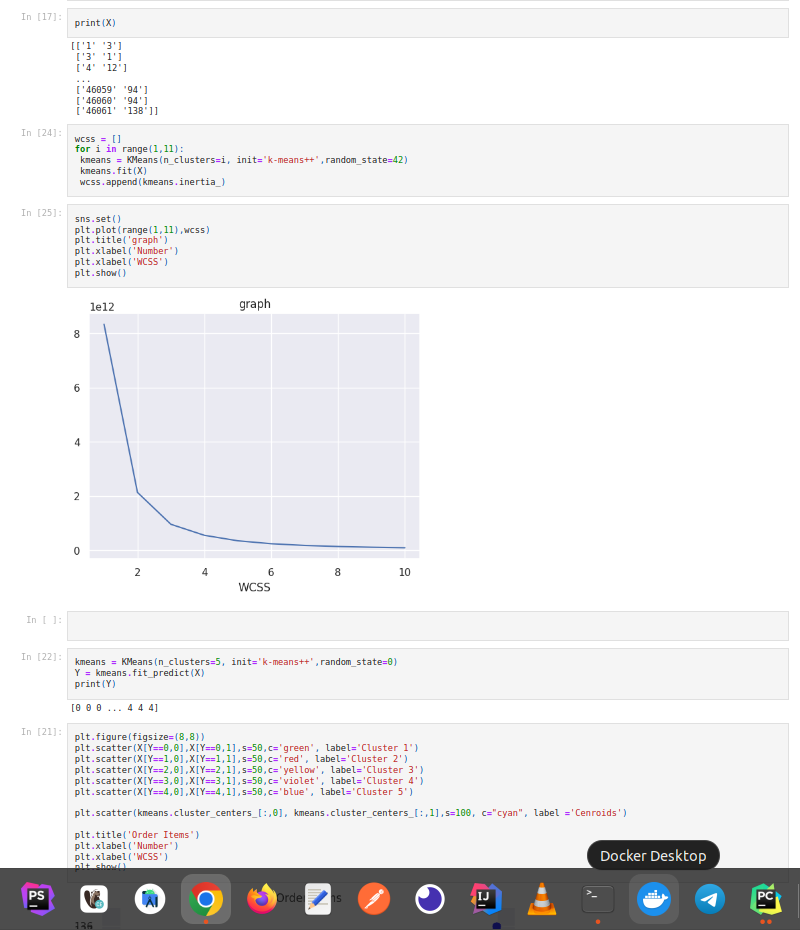 In [17]:
print(X)
[['1' '3']
['3' '1']
['4' '12']
...
['46059' '94']
['46060' '94']
['46061' '138']]
In [24]:
wcss = []
for i in range(1,11):
kmeans = KMeans(n_clusters=i, init='k-means++',random_state=42)
kmeans.fit(X)
wcss.append(kmeans.inertia_)
In [25]:
sns.set()
plt.plot(range(1,11),wcss)
plt.title('graph')
plt.xlabel('Number')
plt.xlabel('WCSS')
plt.show()
1e12
graph
8
6
4
2
0
2 4 6 8 10
WCSS
In [ ]:
In [22]:
kmeans = KMeans(n_clusters=5, init='k-means++',random_state=0)
Y = kmeans.fit_predict(X)
print(Y)
[0 0 0 ... 4 4 4]
In [21]:
plt.figure(figsize=(8,8))
plt.scatter(X[Y==0,0],X[Y==0,1],s=50,c='green', label='Cluster 1')
plt.scatter(X[Y==1,0],X[Y==1,1],s=50,c='red', label='Cluster 2')
plt.scatter(X[Y==2,0],X[Y==2,1],s=50,c='yellow', label='Cluster 3')
plt.scatter(X[Y==3,0],X[Y==3,1],s=50,c='violet', label='Cluster 4')
plt.scatter(X[Y==4,0],X[Y==4,1],s=50,c='blue', label='Cluster 5')
plt.scatter(kmeans.cluster_centers_[:,0], kmeans.cluster_centers_[:,1],s=100, c="cyan", label ='Cenroids')
plt.title('Order Items')
plt.xlabel('Number')
plt.xlabel('WCSS')
plt.show()
Docker Desktop
PS
IJ
>_
PC